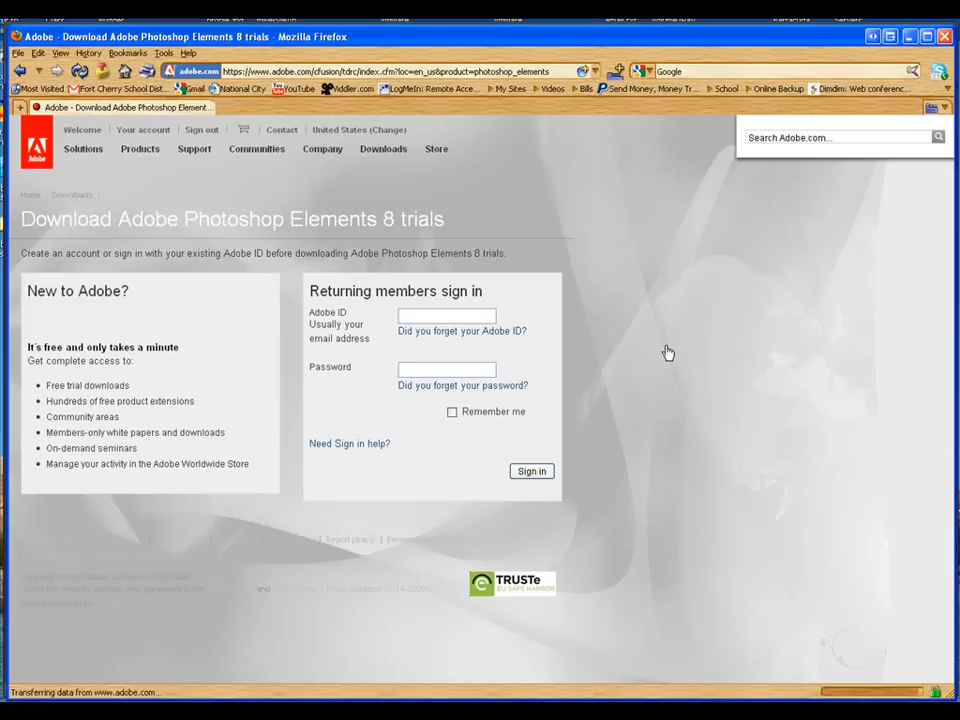 Adobe - Download Adobe Photoshop Elements 8 trials - Mozilla Firefox
File Edit View History Bookmarks Tools Help
adobe.com https://www.adobe.com/cfusion/tdrc/index.cfm?loc=en_us&product=photoshop_elements Google
Most Visited Fort Cherry School Dist... Gmail National City YouTube Viddler.com LogMeIn: Remote Acce... My Sites Videos Bills Send Money, Money Tr... School Online Backup Dimdim: Web conferenc...
Adobe - Download Adobe Photoshop Element...
Adobe
Welcome Your account Sign out Contact United States (Change)
Search Adobe.com...
Solutions Products Support Communities Company Downloads Store
Home Downloads /
Download Adobe Photoshop Elements 8 trials
Create an account or sign in with your existing Adobe ID before downloading Adobe Photoshop Elements 8 trials.
New to Adobe?
It's free and only takes a minute
Get complete access to:
Free trial downloads
Hundreds of free product extensions
Community areas
Members-only white papers and downloads
On-demand seminars
Manage your activity in the Adobe Worldwide Store
Returning members sign in
Adobe ID
Usually your
email address
Did you forget your Adobe ID?
Password
Did you forget your password?
Remember me
Need Sign in help?
Sign in
Export piracy
and
TRUSTe
EU SAFE HARBOR
Transferring data from www.adobe.com...